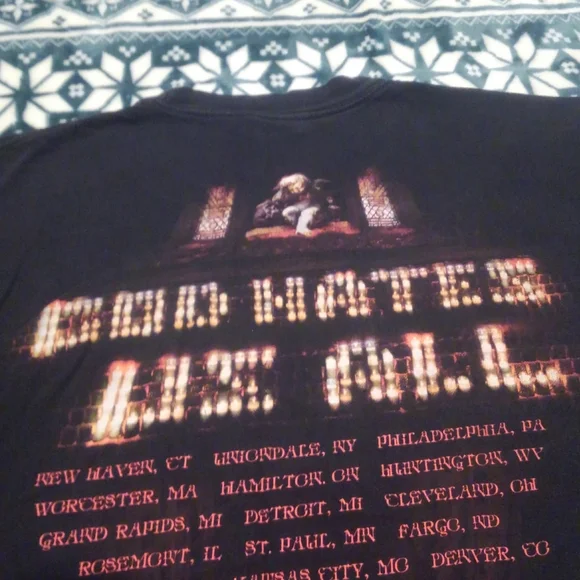 GOD HATES
US ALL
NEW HAVEN, CT UNIONDALE, NY PHILADELPHIA, PA
WORCESTER, MA HAMILTON, ON HUNTINGTON, WV
GRAND RAPIDS, MI DETROIT, MI CLEVELAND, OH
ROSEMONT, IL ST. PAUL, MN FARGO, ND
KANSAS CITY, MO DENVER, CO